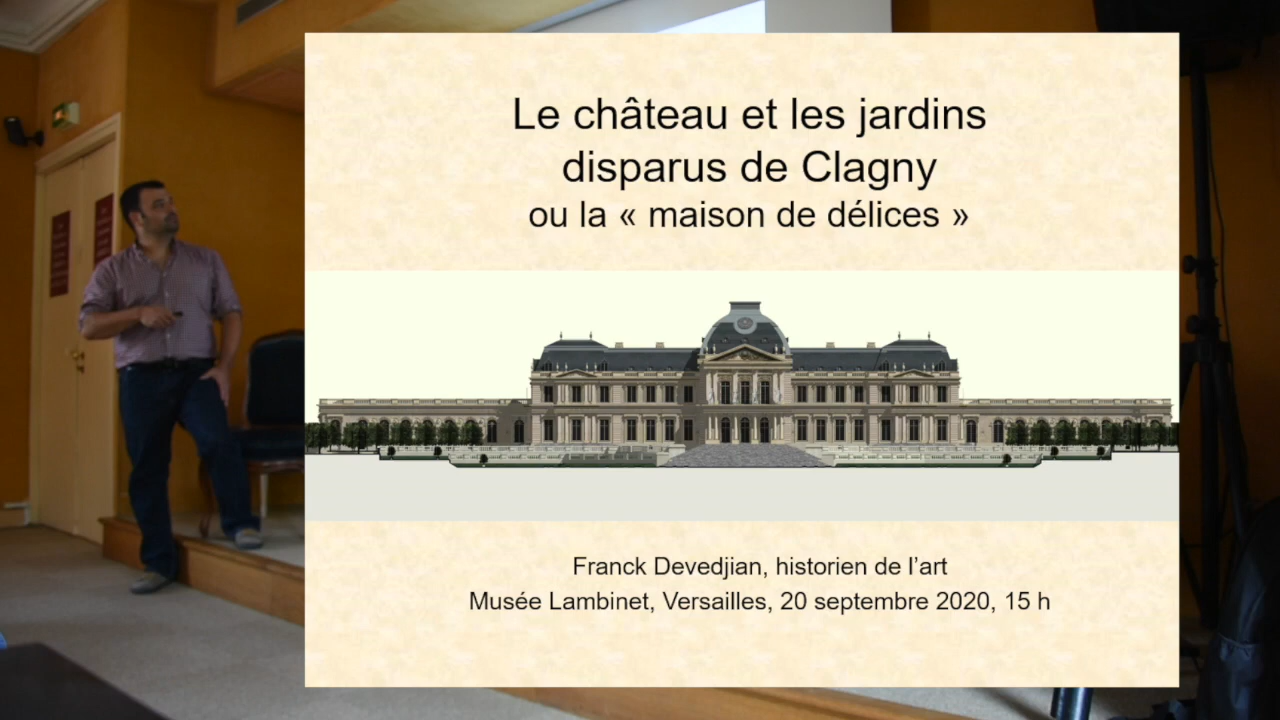 Le château et les jardins
disparus de Clagny
ou la « maison de délices »
Franck Devedjian, historien de l’art
Musée Lambinet, Versailles, 20 septembre 2020, 15 h